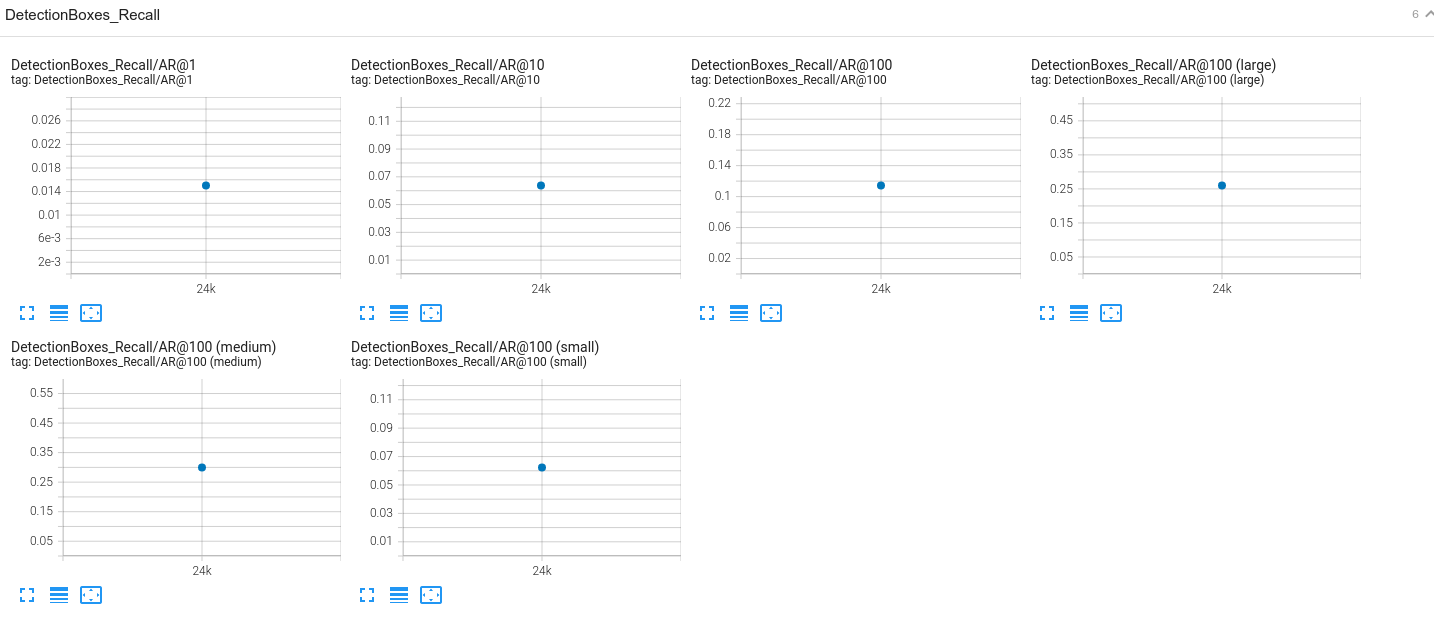 DetectionBoxes_Recall
6
DetectionBoxes_Recall/AR@1
tag: DetectionBoxes_Recall/AR@1
0.026
0.022
0.018
0.014
0.01
6e-3
2e-3
24k
DetectionBoxes_Recall/AR@10
tag: DetectionBoxes_Recall/AR@10
0.11
0.09
0.07
0.05
0.03
0.01
24k
DetectionBoxes_Recall/AR@100
tag: DetectionBoxes_Recall/AR@100
0.22
0.18
0.14
0.1
0.06
0.02
24k
DetectionBoxes_Recall/AR@100 (large)
tag: DetectionBoxes_Recall/AR@100 (large)
0.45
0.35
0.25
0.15
0.05
24k
DetectionBoxes_Recall/AR@100 (medium)
tag: DetectionBoxes_Recall/AR@100 (medium)
0.55
0.45
0.35
0.25
0.15
0.05
24k
DetectionBoxes_Recall/AR@100 (small)
tag: DetectionBoxes_Recall/AR@100 (small)
0.11
0.09
0.07
0.05
0.03
0.01
24k